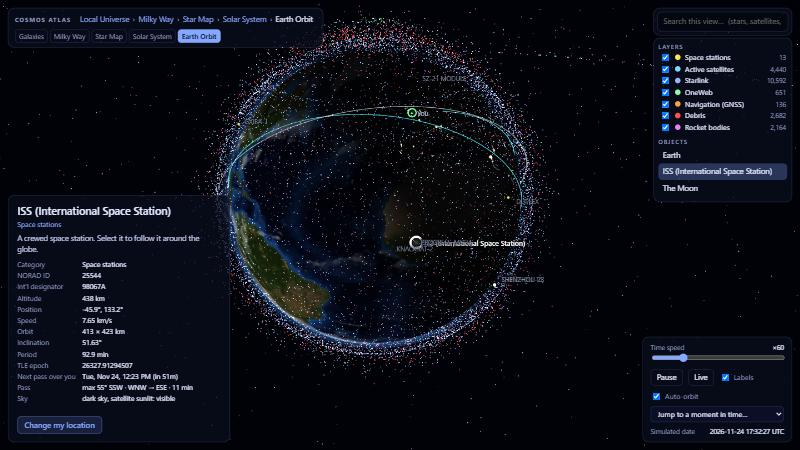 COSMOS ATLAS Local Universe › Milky Way › Star Map › Solar System › Earth Orbit
Galaxies Milky Way Star Map Solar System Earth Orbit
Search this view... (stars, satellites,
LAYERS
Space stations 13
Active satellites 4,440
Starlink 10,592
OneWeb 651
Navigation (GNSS) 136
Debris 2,682
Rocket bodies 2,164
OBJECTS
Earth
ISS (International Space Station)
The Moon
SZ-21 MODULE
You
(International Space Station)
SHENZHOU-23
ISS (International Space Station)
Space stations
A crewed space station. Select it to follow it around the
globe.
Category Space stations
NORAD ID 25544
Int'l designator 98067A
Altitude 438 km
Position -45.9°, 133.2°
Speed 7.65 km/s
Orbit 413 × 423 km
Inclination 51.63°
Period 92.9 min
TLE epoch 26327.91294507
Next pass over you Tue, Nov 24, 12:23 PM (in 51m)
Pass max 55° SSW · WNW → ESE · 11 min
Sky dark sky, satellite sunlit: visible
Change my location
Time speed ×60
Pause Live Labels
Auto-orbit
Jump to a moment in time...
Simulated date 2026-11-24 17:32:27 UTC